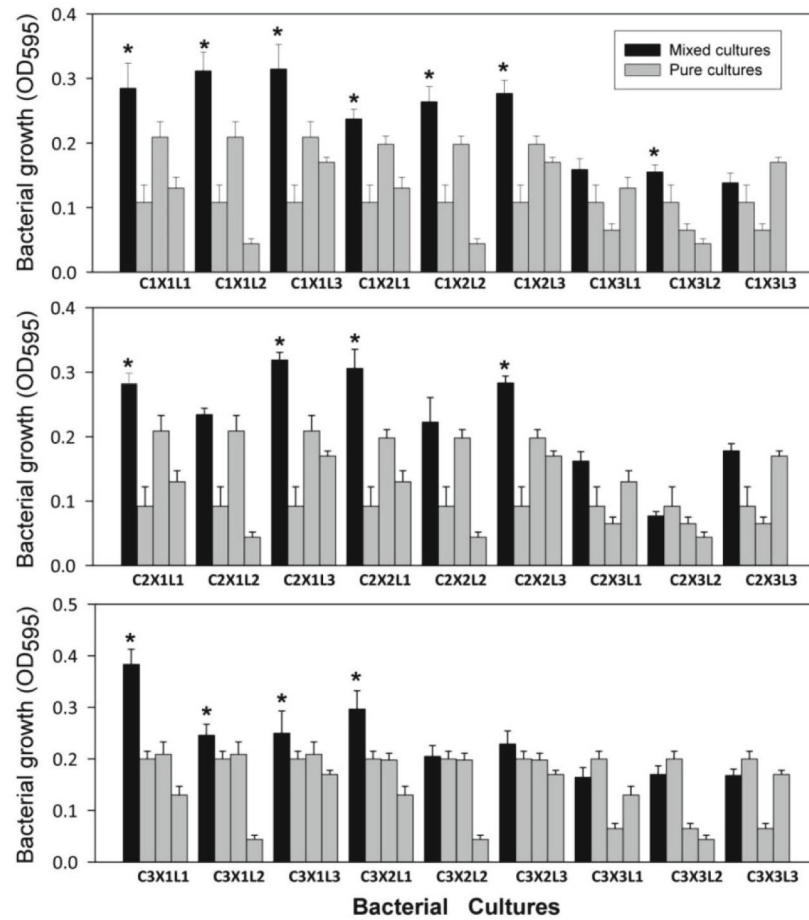 0.4
0.3
0.2
0.1
0.0
Bacterial growth (OD595)
Mixed cultures
Pure cultures
* * * * * * *
C1X1L1 C1X1L2 C1X1L3 C1X2L1 C1X2L2 C1X2L3 C1X3L1 C1X3L2 C1X3L3
0.4
0.3
0.2
0.1
0.0
Bacterial growth (OD595)
* * * *
C2X1L1 C2X1L2 C2X1L3 C2X2L1 C2X2L2 C2X2L3 C2X3L1 C2X3L2 C2X3L3
0.5
0.4
0.3
0.2
0.1
0.0
Bacterial growth (OD595)
* * * *
C3X1L1 C3X1L2 C3X1L3 C3X2L1 C3X2L2 C3X2L3 C3X3L1 C3X3L2 C3X3L3
Bacterial Cultures